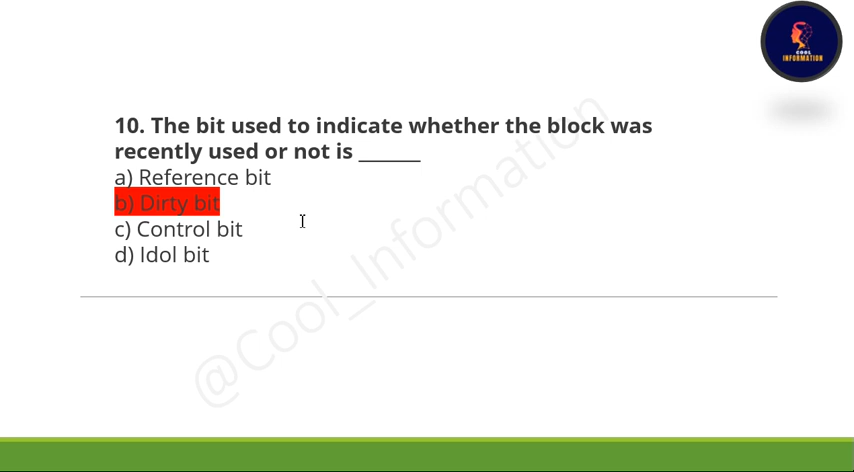 COOL
INFORMATION
10. The bit used to indicate whether the block was
recently used or not is ______
a) Reference bit
b) Dirty bit
c) Control bit
d) Idol bit
@Cool_Information